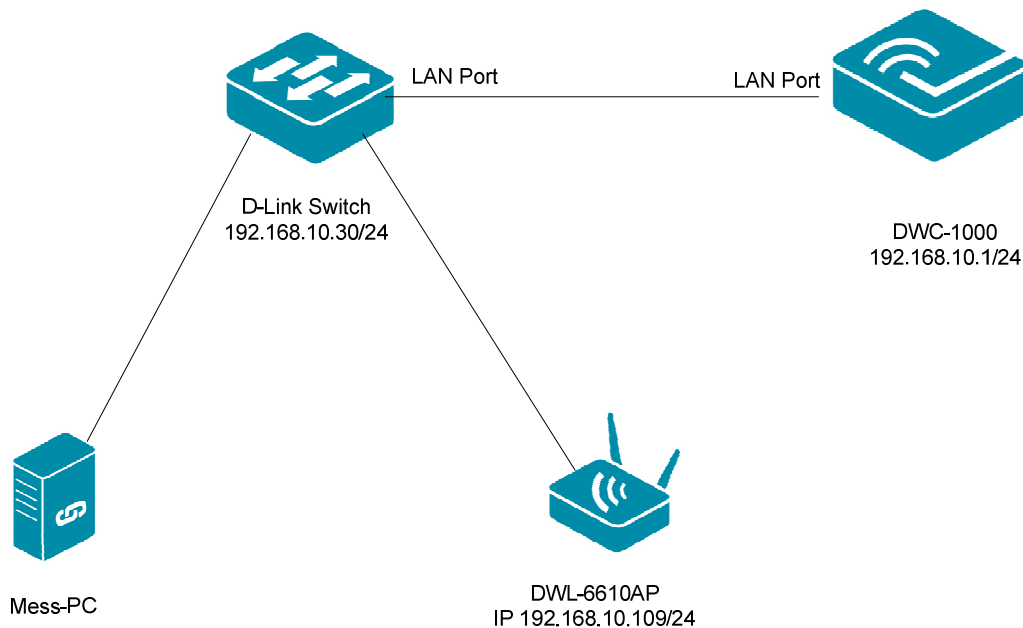 LAN Port
LAN Port
D-Link Switch
192.168.10.30/24
DWC-1000
192.168.10.1/24
Mess-PC
DWL-6610AP
IP 192.168.10.109/24